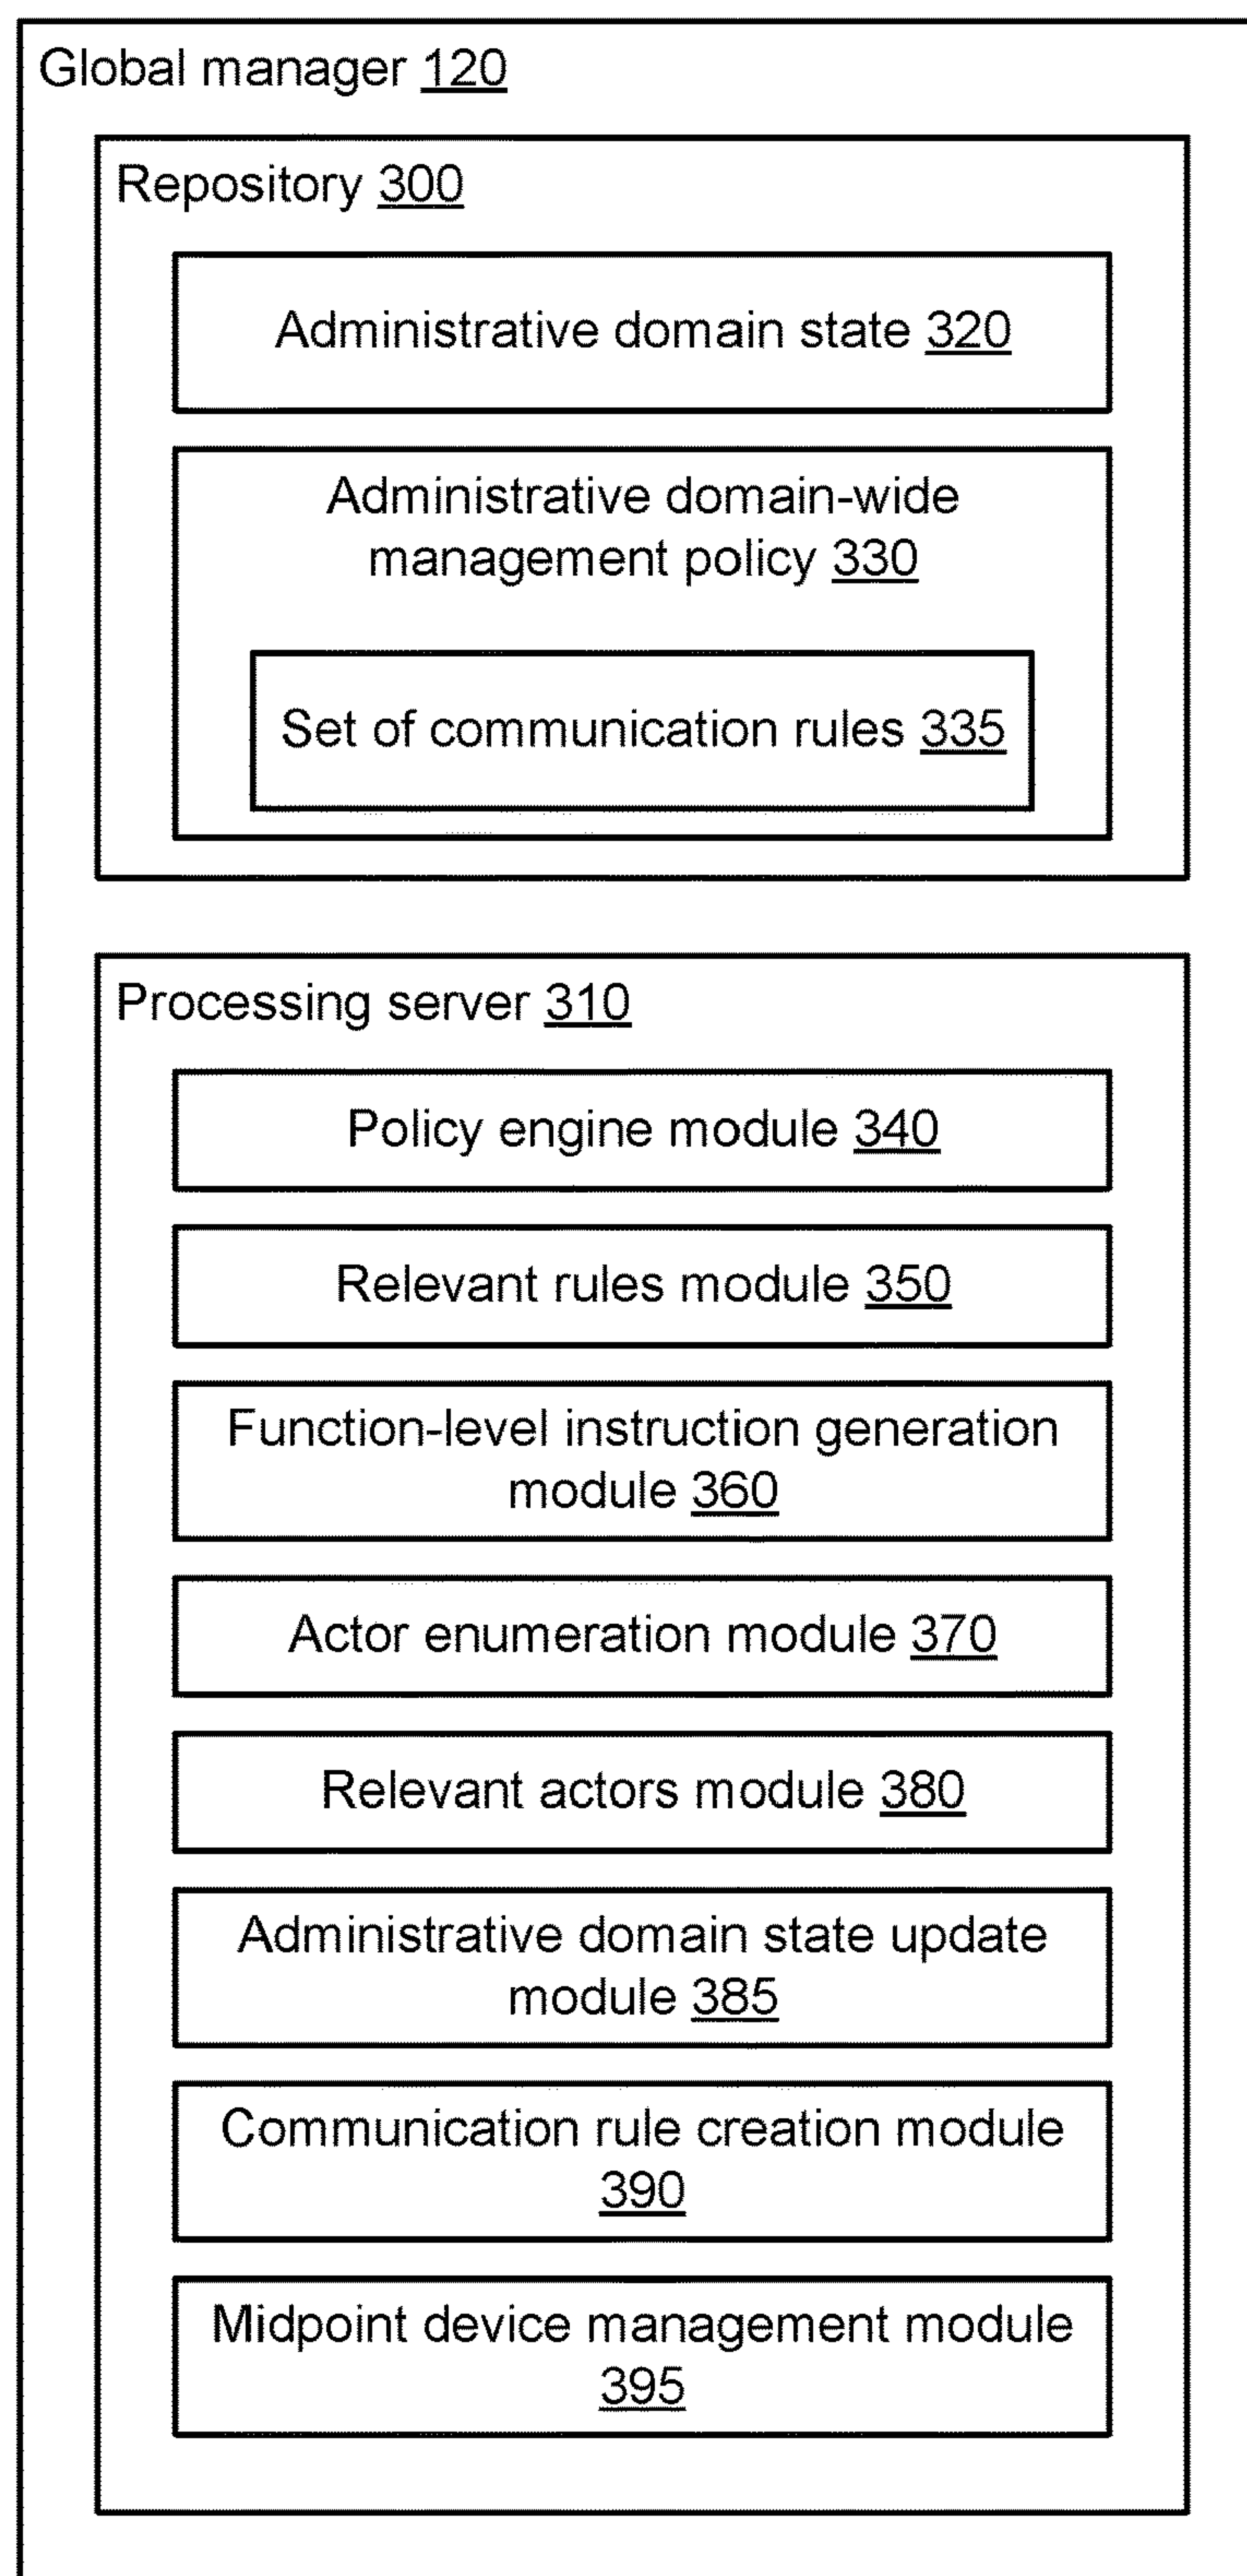 Global manager 120
Repository 300
Administrative domain state 320
Administrative domain-wide
management policy 330
Set of communication rules 335
Processing server 310
Policy engine module 340
Relevant rules module 350
Function-level instruction generation
module 360
Actor enumeration module 370
Relevant actors module 380
Administrative domain state update
module 385
Communication rule creation module
390
Midpoint device management module
395